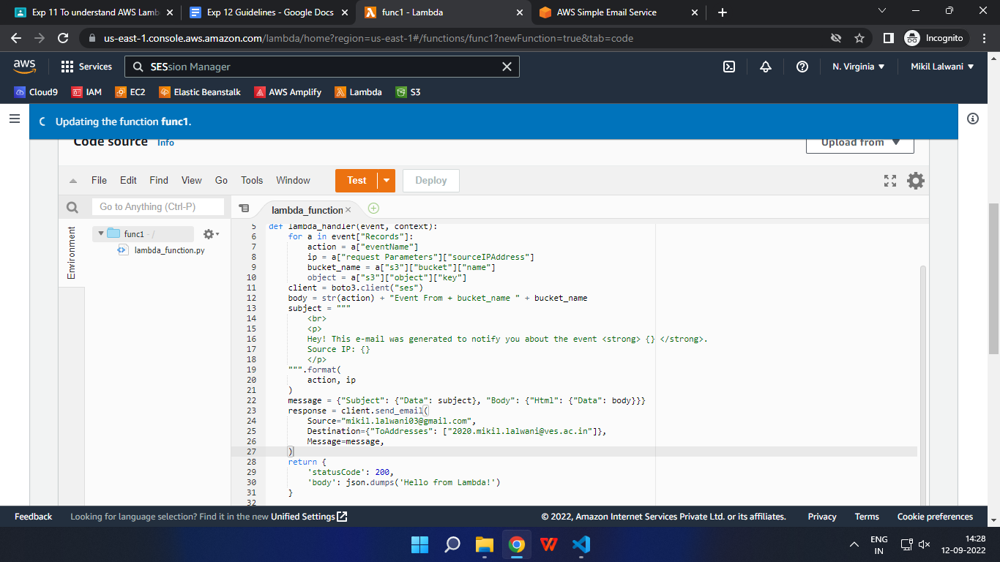 Exp 11 To understand AWS Lamb
Exp 12 Guidelines - Google Docs
func1 - Lambda
AWS Simple Email Service
us-east-1.console.aws.amazon.com/lambda/home?region=us-east-1#/functions/func1?newFunction=true&tab=code
Incognito
aws
Services
SESsion Manager
N. Virginia
Mikil Lalwani
Cloud9
IAM
EC2
Elastic Beanstalk
AWS Amplify
Lambda
S3
Updating the function func1.
Code source
Info
Upload from
File Edit Find View Go Tools Window
Test
Deploy
Go to Anything (Ctrl-P)
lambda_function
Environment
func1 - /
lambda_function.py
5 def lambda_handler(event, context):
6 for a in event["Records"]:
7 action = a["eventName"]
8 ip = a["request Parameters"]["sourceIPAddress"]
9 bucket_name = a["s3"]["bucket"]["name"]
10 object = a["s3"]["object"]["key"]
11 client = boto3.client("ses")
12 body = str(action) + "Event From + bucket_name " + bucket_name
13 subject = """
14 <br>
15 <p>
16 Hey! This e-mail was generated to notify you about the event <strong> {} </strong>.
17 Source IP: {}
18 </p>
19 """.format(
20 action, ip
21 )
22 message = {"Subject": {"Data": subject}, "Body": {"Html": {"Data": body}}}
23 response = client.send_email(
24 Source="mikil.lalwani03@gmail.com",
25 Destination={"ToAddresses": ["2020.mikil.lalwani@ves.ac.in"]},
26 Message=message,
27 )
28 return {
29 'statusCode': 200,
30 'body': json.dumps('Hello from Lambda!')
31 }
32
Feedback
Looking for language selection? Find it in the new Unified Settings
© 2022, Amazon Internet Services Private Ltd. or its affiliates.
Privacy
Terms
Cookie preferences
ENG
IN
14:28
12-09-2022